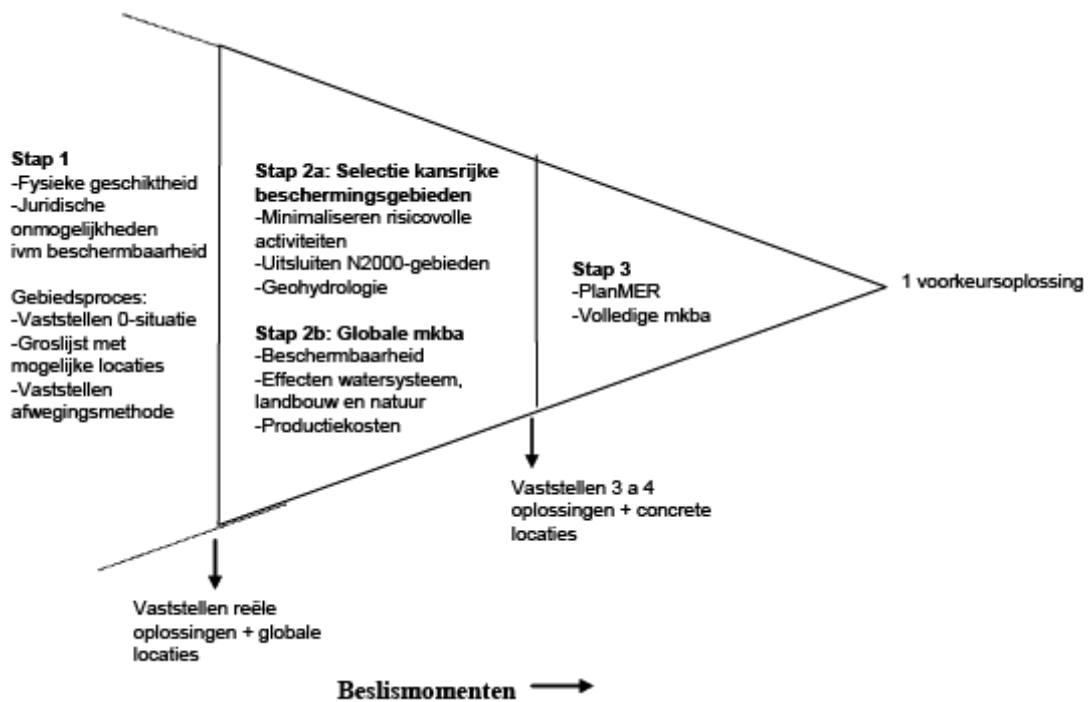 Stap 1
-Fysieke geschiktheid
-Juridische
onmogelijkheden
ivm beschermbaarheid
Gebiedsproces:
-Vaststellen 0-situatie
-Groslijst met
mogelijke locaties
-Vaststellen
afwegingsmethode
Stap 2a: Selectie kansrijke
beschermingsgebieden
-Minimaliseren risicovolle
activiteiten
-Uitsluiten N2000-gebieden
-Geohydrologie
Stap 2b: Globale mkba
-Beschermbaarheid
-Effecten watersysteem,
landbouw en natuur
-Productiekosten
Stap 3
-PlanMER
-Volledige mkba
1 voorkeursoplossing
Vaststellen 3 a 4
oplossingen + concrete
locaties
Vaststellen reële
oplossingen + globale
locaties
Beslismomenten